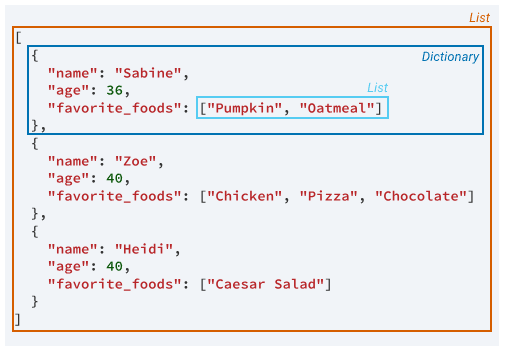 List
[
{ Dictionary
"name": "Sabine",
"age": 36, List
"favorite_foods": ["Pumpkin", "Oatmeal"]
},
{
"name": "Zoe",
"age": 40,
"favorite_foods": ["Chicken", "Pizza", "Chocolate"]
},
{
"name": "Heidi",
"age": 40,
"favorite_foods": ["Caesar Salad"]
}
]